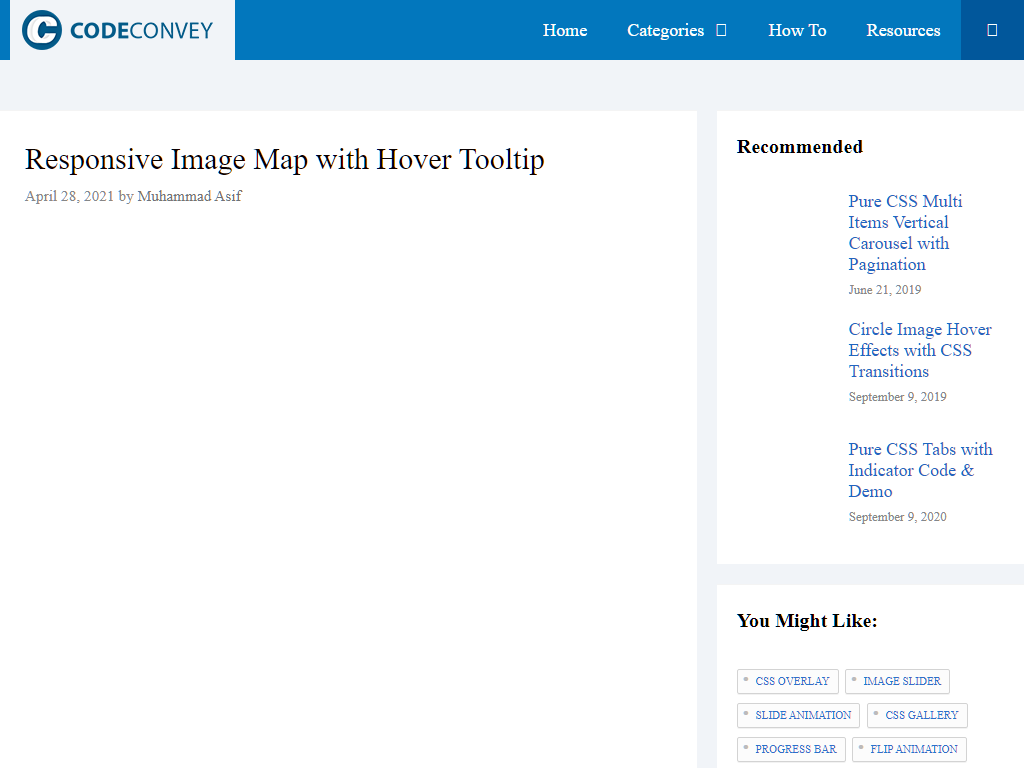 CODECONVEY
Home
Categories
How To
Resources
Responsive Image Map with Hover Tooltip
April 28, 2021 by Muhammad Asif
Recommended
Pure CSS Multi
Items Vertical
Carousel with
Pagination
June 21, 2019
Circle Image Hover
Effects with CSS
Transitions
September 9, 2019
Pure CSS Tabs with
Indicator Code &
Demo
September 9, 2020
You Might Like:
CSS OVERLAY
IMAGE SLIDER
SLIDE ANIMATION
CSS GALLERY
PROGRESS BAR
FLIP ANIMATION